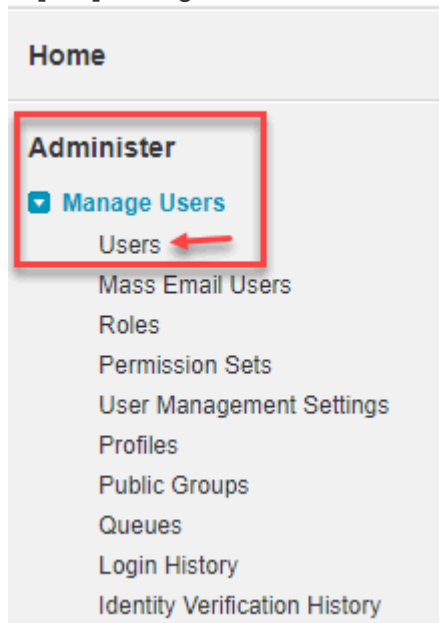 Home
Administer
Manage Users
Users
Mass Email Users
Roles
Permission Sets
User Management Settings
Profiles
Public Groups
Queues
Login History
Identity Verification History